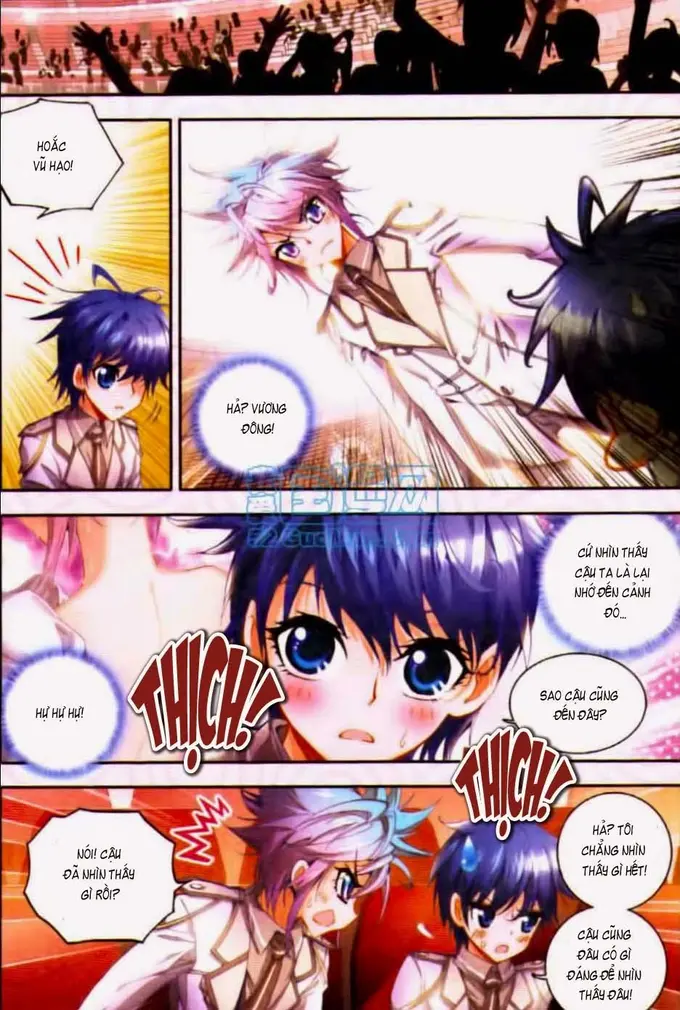 HOẮC
VŨ HẠO!
HẢ? VƯƠNG
ĐÔNG!
CỨ NHÌN THẤY
CẬU TA LÀ LẠI
NHỚ ĐẾN CẢNH
ĐÓ...
HỰ HỰ HỰ!
THỊCH!
SAO CẬU CŨNG
ĐẾN ĐÂY?
THỊCH!
NÓI! CẬU
ĐÃ NHÌN THẤY
GÌ RỒI?
HẢ? TÔI
CHẲNG NHÌN
THẤY GÌ HẾT!
CẬU CŨNG
ĐÂU CÓ GÌ
ĐÁNG ĐỂ NHÌN
THẤY ĐÂU!